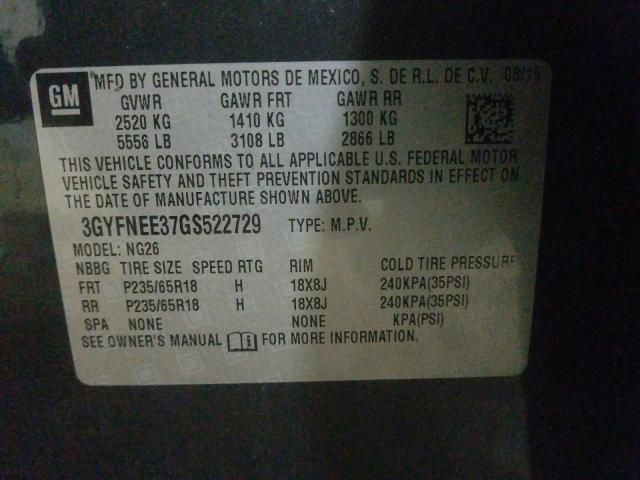 GM
MFD BY GENERAL MOTORS DE MEXICO, S. DE R.L. DE C.V. 08/15
GVWR GAWR FRT GAWR RR
2520 KG 1410 KG 1300 KG
5556 LB 3108 LB 2866 LB
THIS VEHICLE CONFORMS TO ALL APPLICABLE U.S. FEDERAL MOTOR
VEHICLE SAFETY AND THEFT PREVENTION STANDARDS IN EFFECT ON
THE DATE OF MANUFACTURE SHOWN ABOVE.
3GYFNEE37GS522729 TYPE: M.P.V.
MODEL: NG26
NBBG TIRE SIZE SPEED RTG RIM COLD TIRE PRESSURE
FRT P235/65R18 H 18X8J 240KPA(35PSI)
RR P235/65R18 H 18X8J 240KPA(35PSI)
SPA NONE NONE KPA(PSI)
SEE OWNER'S MANUAL FOR MORE INFORMATION.